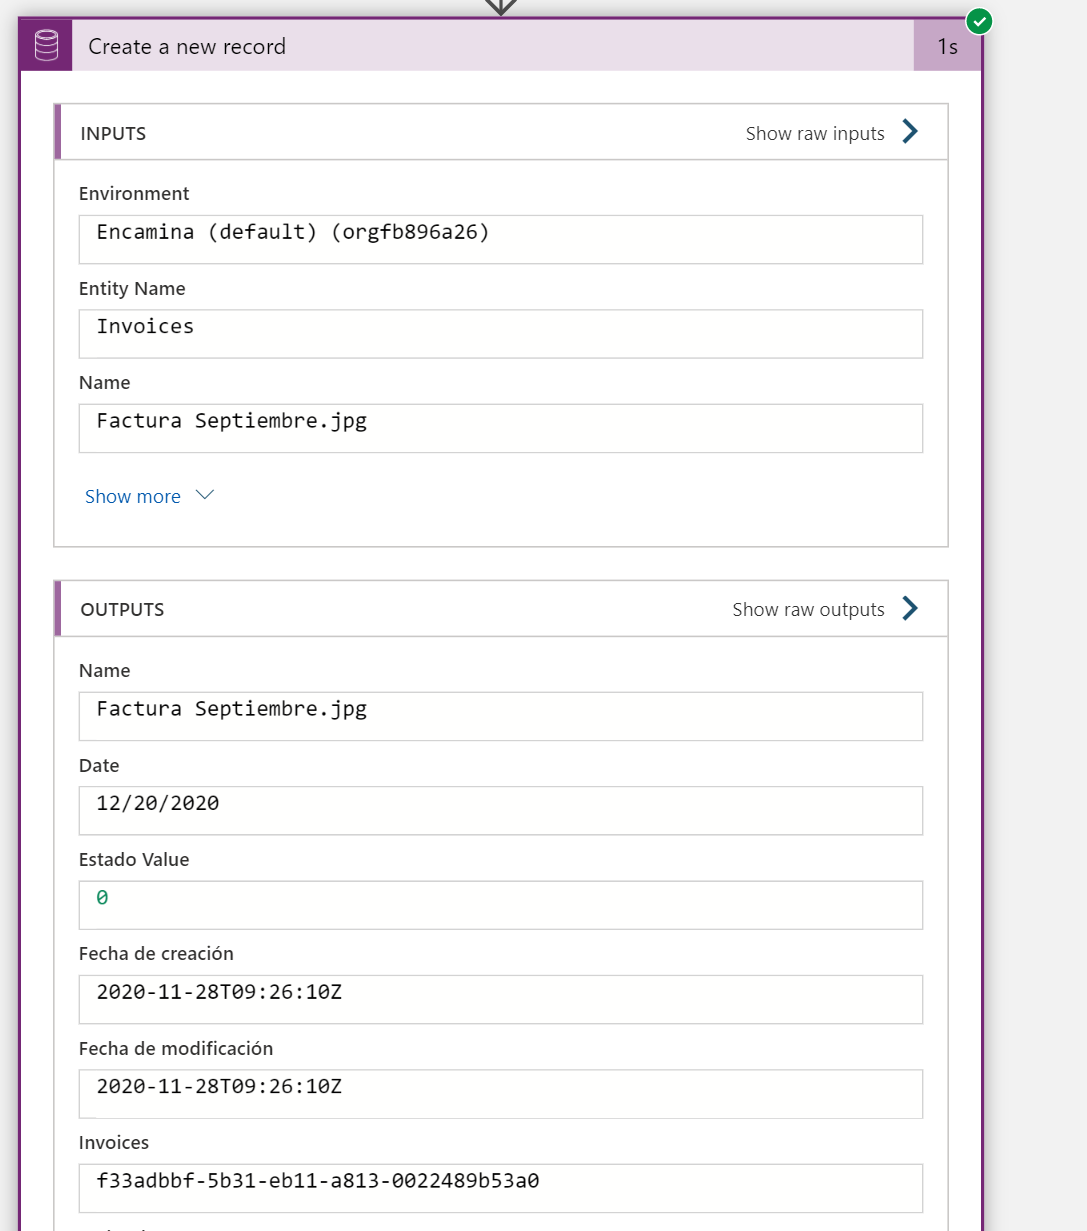 Create a new record
1s
INPUTS
Show raw inputs
Environment
Encamina (default) (orgfb896a26)
Entity Name
Invoices
Name
Factura Septiembre.jpg
Show more
OUTPUTS
Show raw outputs
Name
Factura Septiembre.jpg
Date
12/20/2020
Estado Value
0
Fecha de creación
2020-11-28T09:26:10Z
Fecha de modificación
2020-11-28T09:26:10Z
Invoices
f33adbbf-5b31-eb11-a813-0022489b53a0